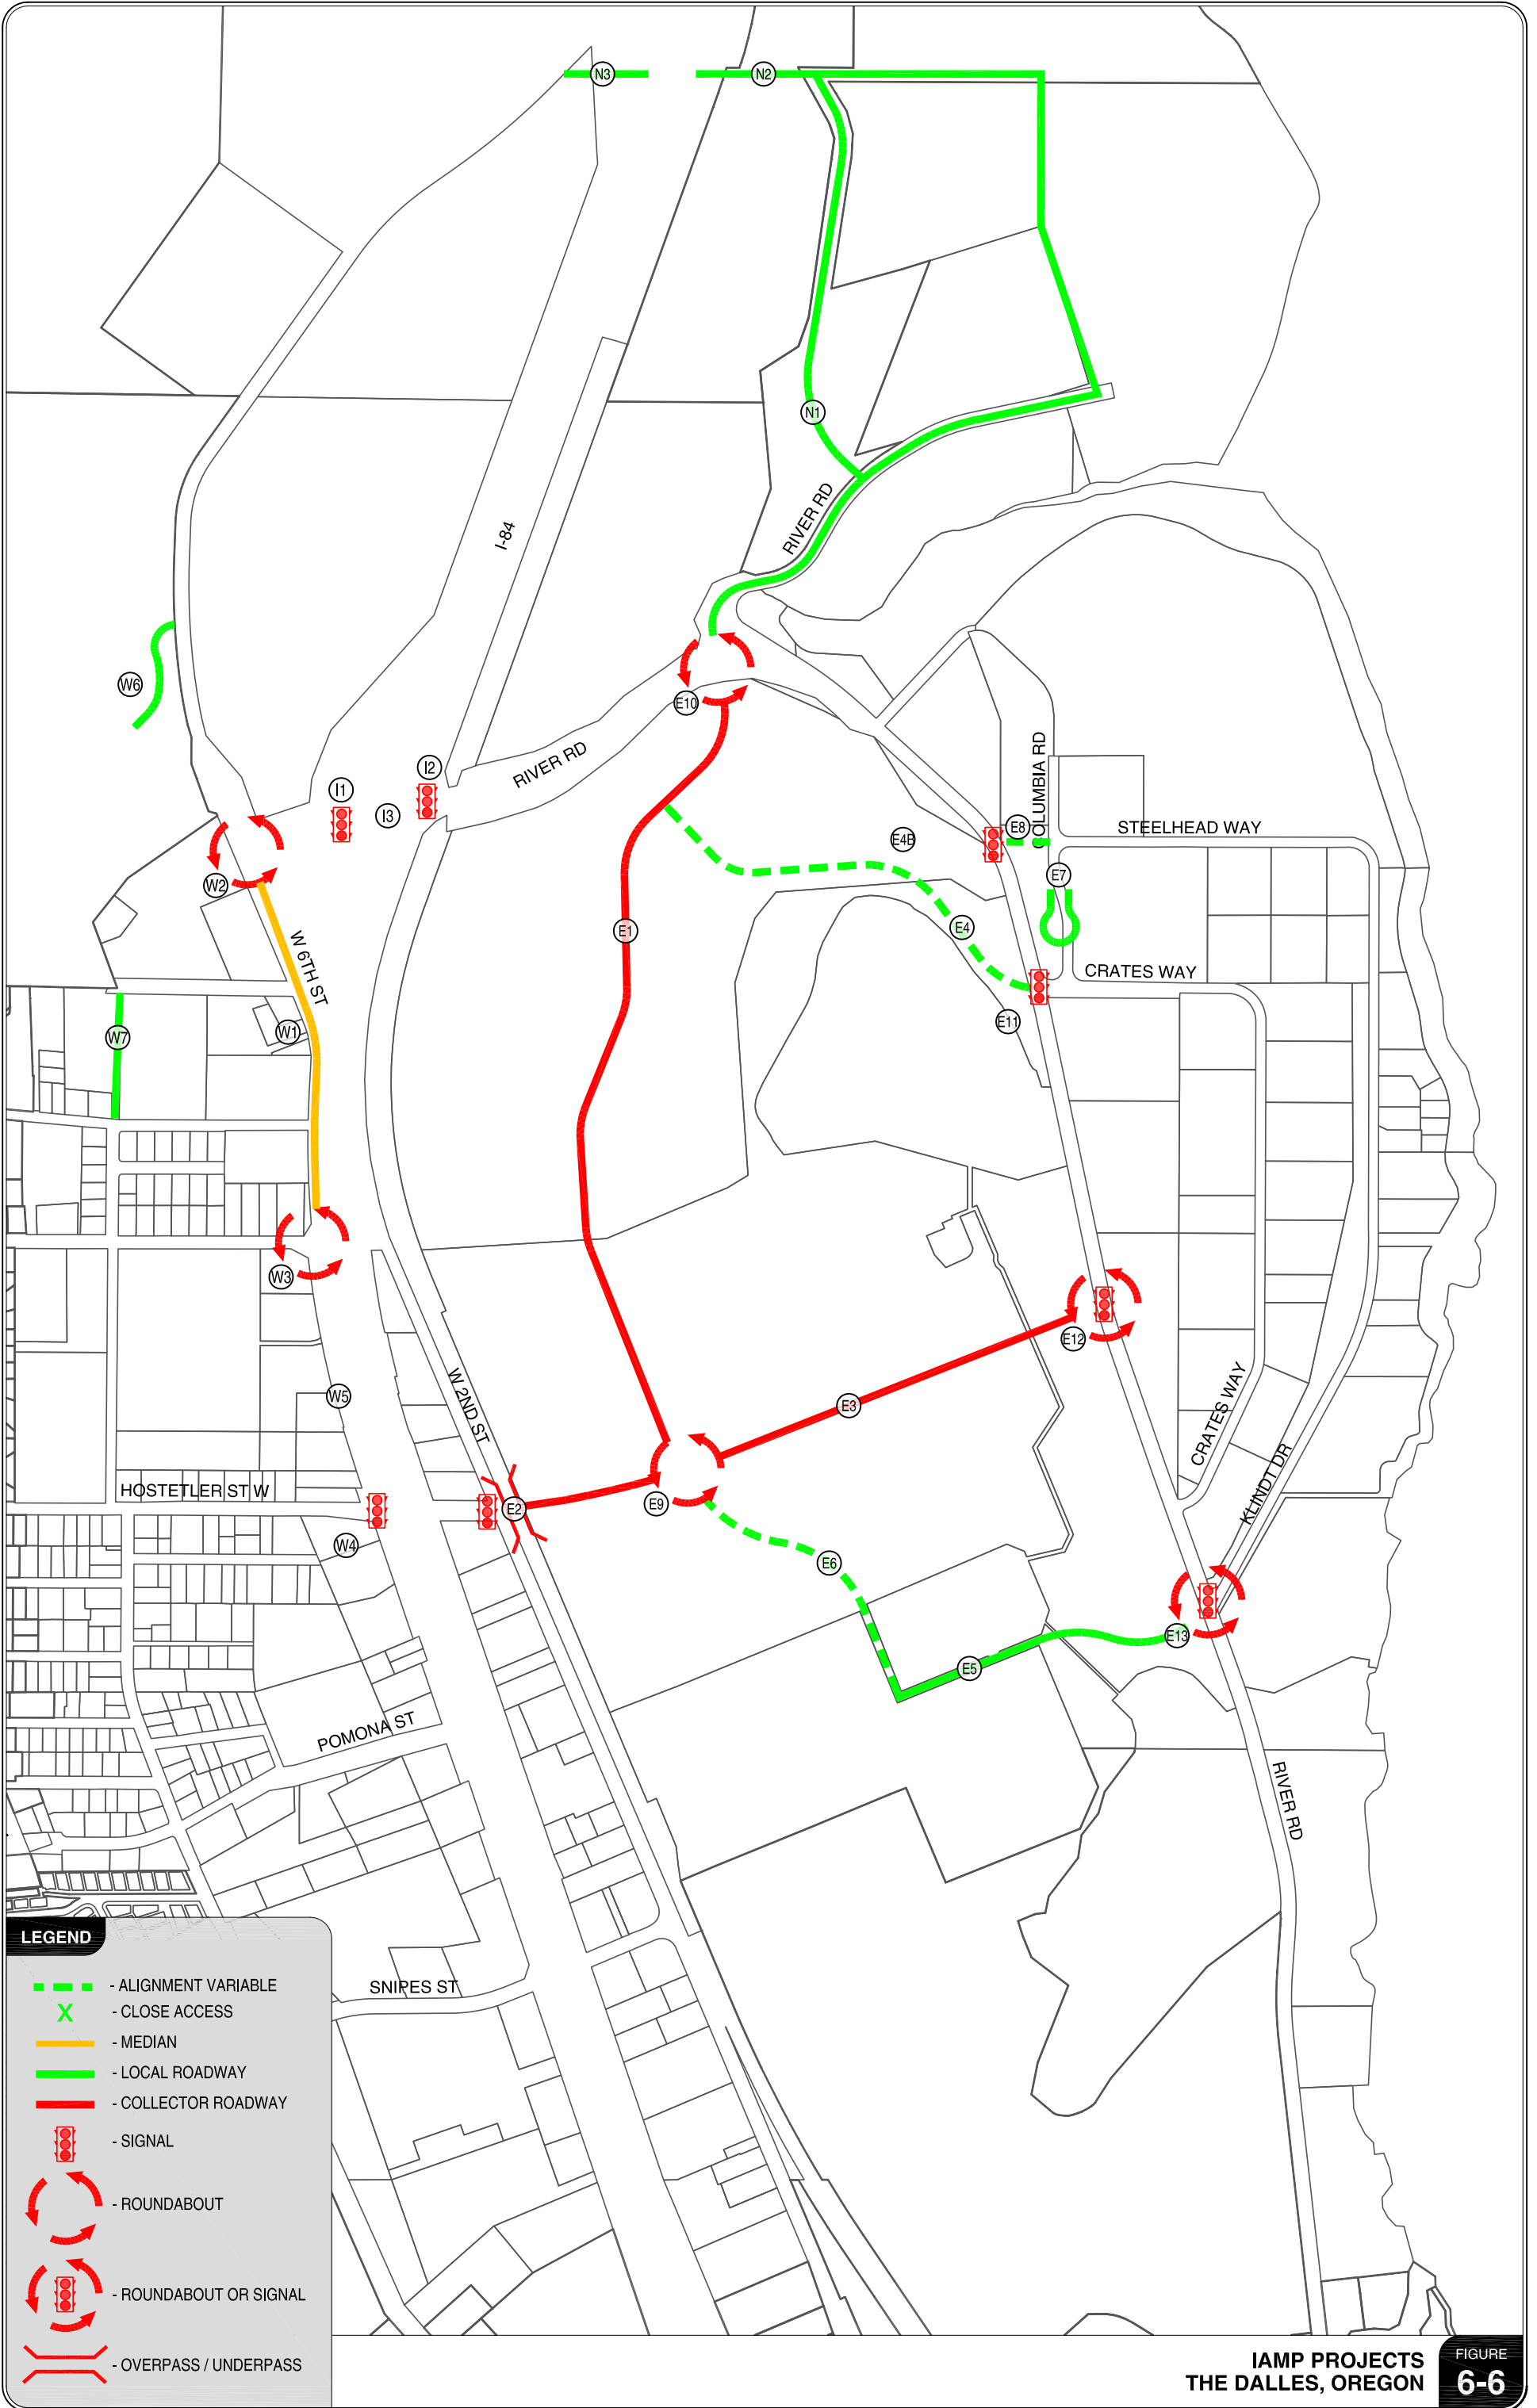 N3
N2
N1
RIVER RD
I-84
W6
E10
RIVER RD
I2
I1
I3
COLUMBIA RD
E8
STEELHEAD WAY
E4B
E7
W2
E4
E1
W 6TH ST
CRATES WAY
E11
W1
W7
W3
E12
W 2ND ST
W5
E3
CRATES WAY
KLINDT DR
HOSTETLER ST W
E2
E9
W4
E6
E13
E5
POMONA ST
RIVER RD
SNIPES ST
LEGEND
- ALIGNMENT VARIABLE
X - CLOSE ACCESS
- MEDIAN
- LOCAL ROADWAY
- COLLECTOR ROADWAY
- SIGNAL
- ROUNDABOUT
- ROUNDABOUT OR SIGNAL
- OVERPASS / UNDERPASS
IAMP PROJECTS
THE DALLES, OREGON
FIGURE
6-6